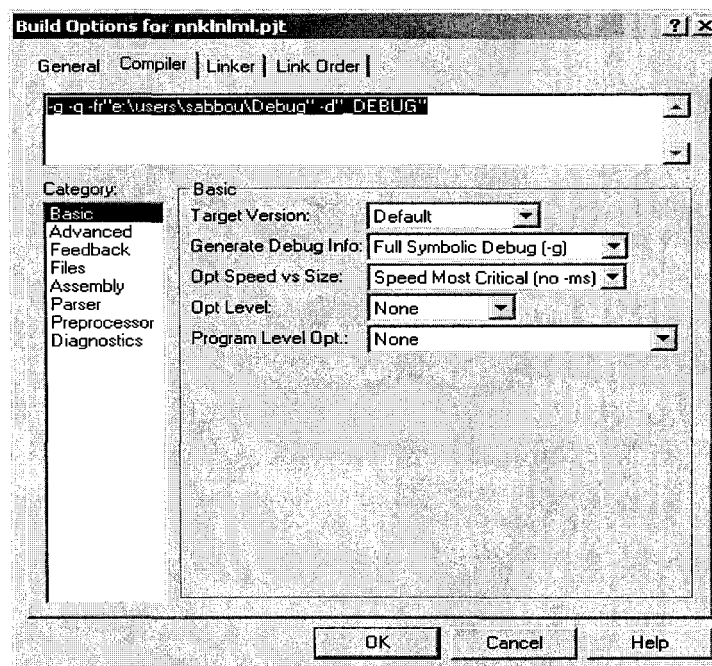 Build Options for nnklnlml.pjt
General Compiler Linker Link Order
-g -q -fr"e:\users\sabbou\Debug" -d"_DEBUG"
Category:
Basic
Advanced
Feedback
Files
Assembly
Parser
Preprocessor
Diagnostics
Basic
Target Version: Default
Generate Debug Info: Full Symbolic Debug (-g)
Opt Speed vs Size: Speed Most Critical (no -ms)
Opt Level: None
Program Level Opt.: None
OK Cancel Help